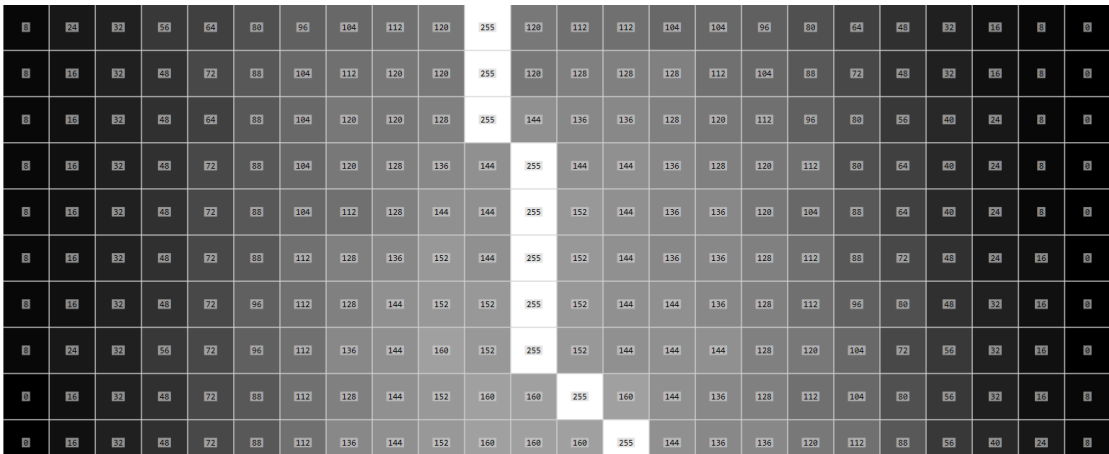 8 24 32 56 64 80 96 104 112 120 255 120 112 112 104 104 96 80 64 48 32 16 8 0
8 16 32 48 72 88 104 112 120 120 255 120 128 128 128 112 104 88 72 48 32 16 8 0
8 16 32 48 64 88 104 120 120 128 255 144 136 136 128 120 112 96 80 56 40 24 8 0
8 16 32 48 72 88 104 120 128 136 144 255 144 144 136 128 120 112 80 64 40 24 8 0
8 16 32 48 72 88 104 112 128 144 144 255 152 144 136 136 120 104 88 64 40 24 8 0
8 16 32 48 72 88 112 128 136 152 144 255 152 144 136 136 128 112 88 72 48 24 16 0
8 16 32 48 72 96 112 128 144 152 152 255 152 144 144 136 128 112 96 80 48 32 16 0
8 24 32 56 72 96 112 136 144 160 152 255 152 144 144 144 128 120 104 72 56 32 16 0
0 16 32 48 72 88 112 128 144 152 160 160 255 160 144 136 128 112 104 80 56 32 16 8
0 16 32 48 72 88 112 136 144 152 160 160 160 255 144 136 136 120 112 88 56 40 24 8